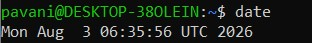 pavani@DESKTOP-38OLEIN:~$ date
Mon Aug  3 06:35:56 UTC 2026